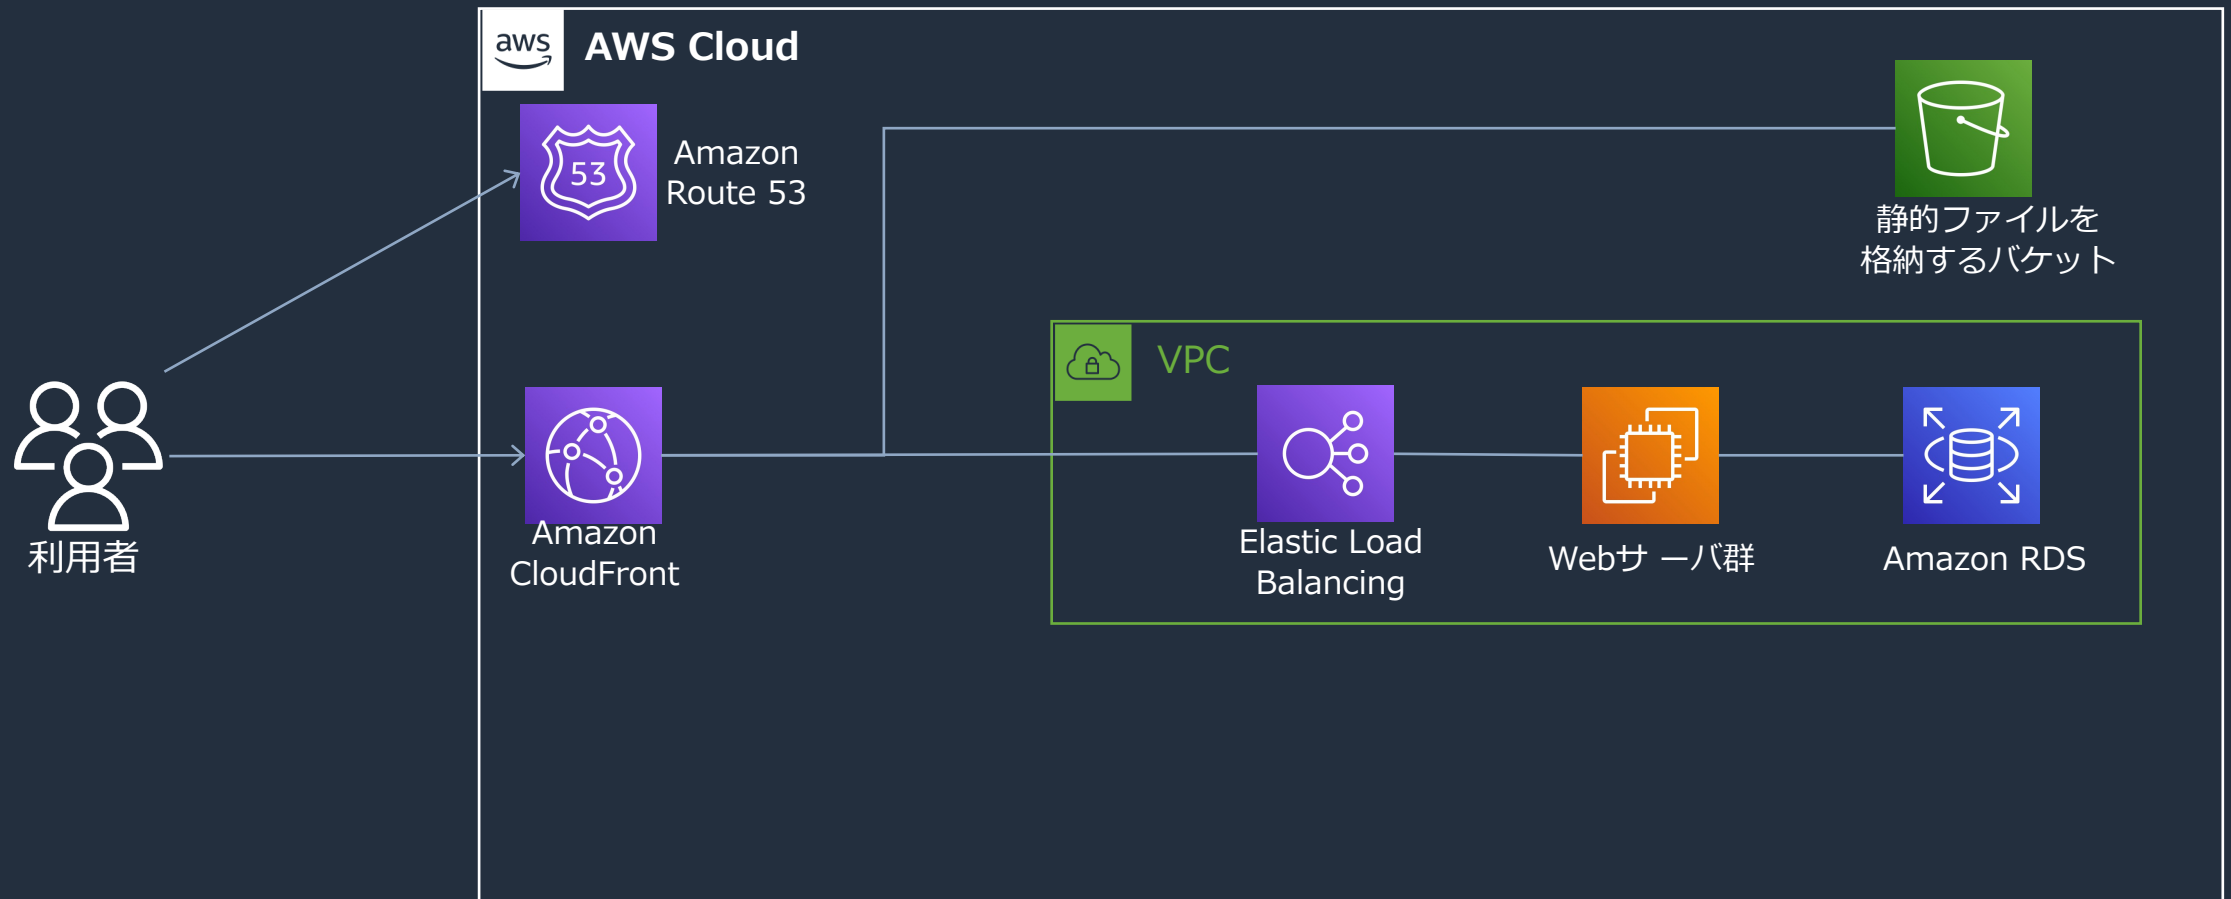 aws
AWS Cloud
53
Amazon
Route 53
静的ファイルを
格納するバケット
VPC
利用者
Amazon
CloudFront
Elastic Load
Balancing
Webサ ーバ群
Amazon RDS